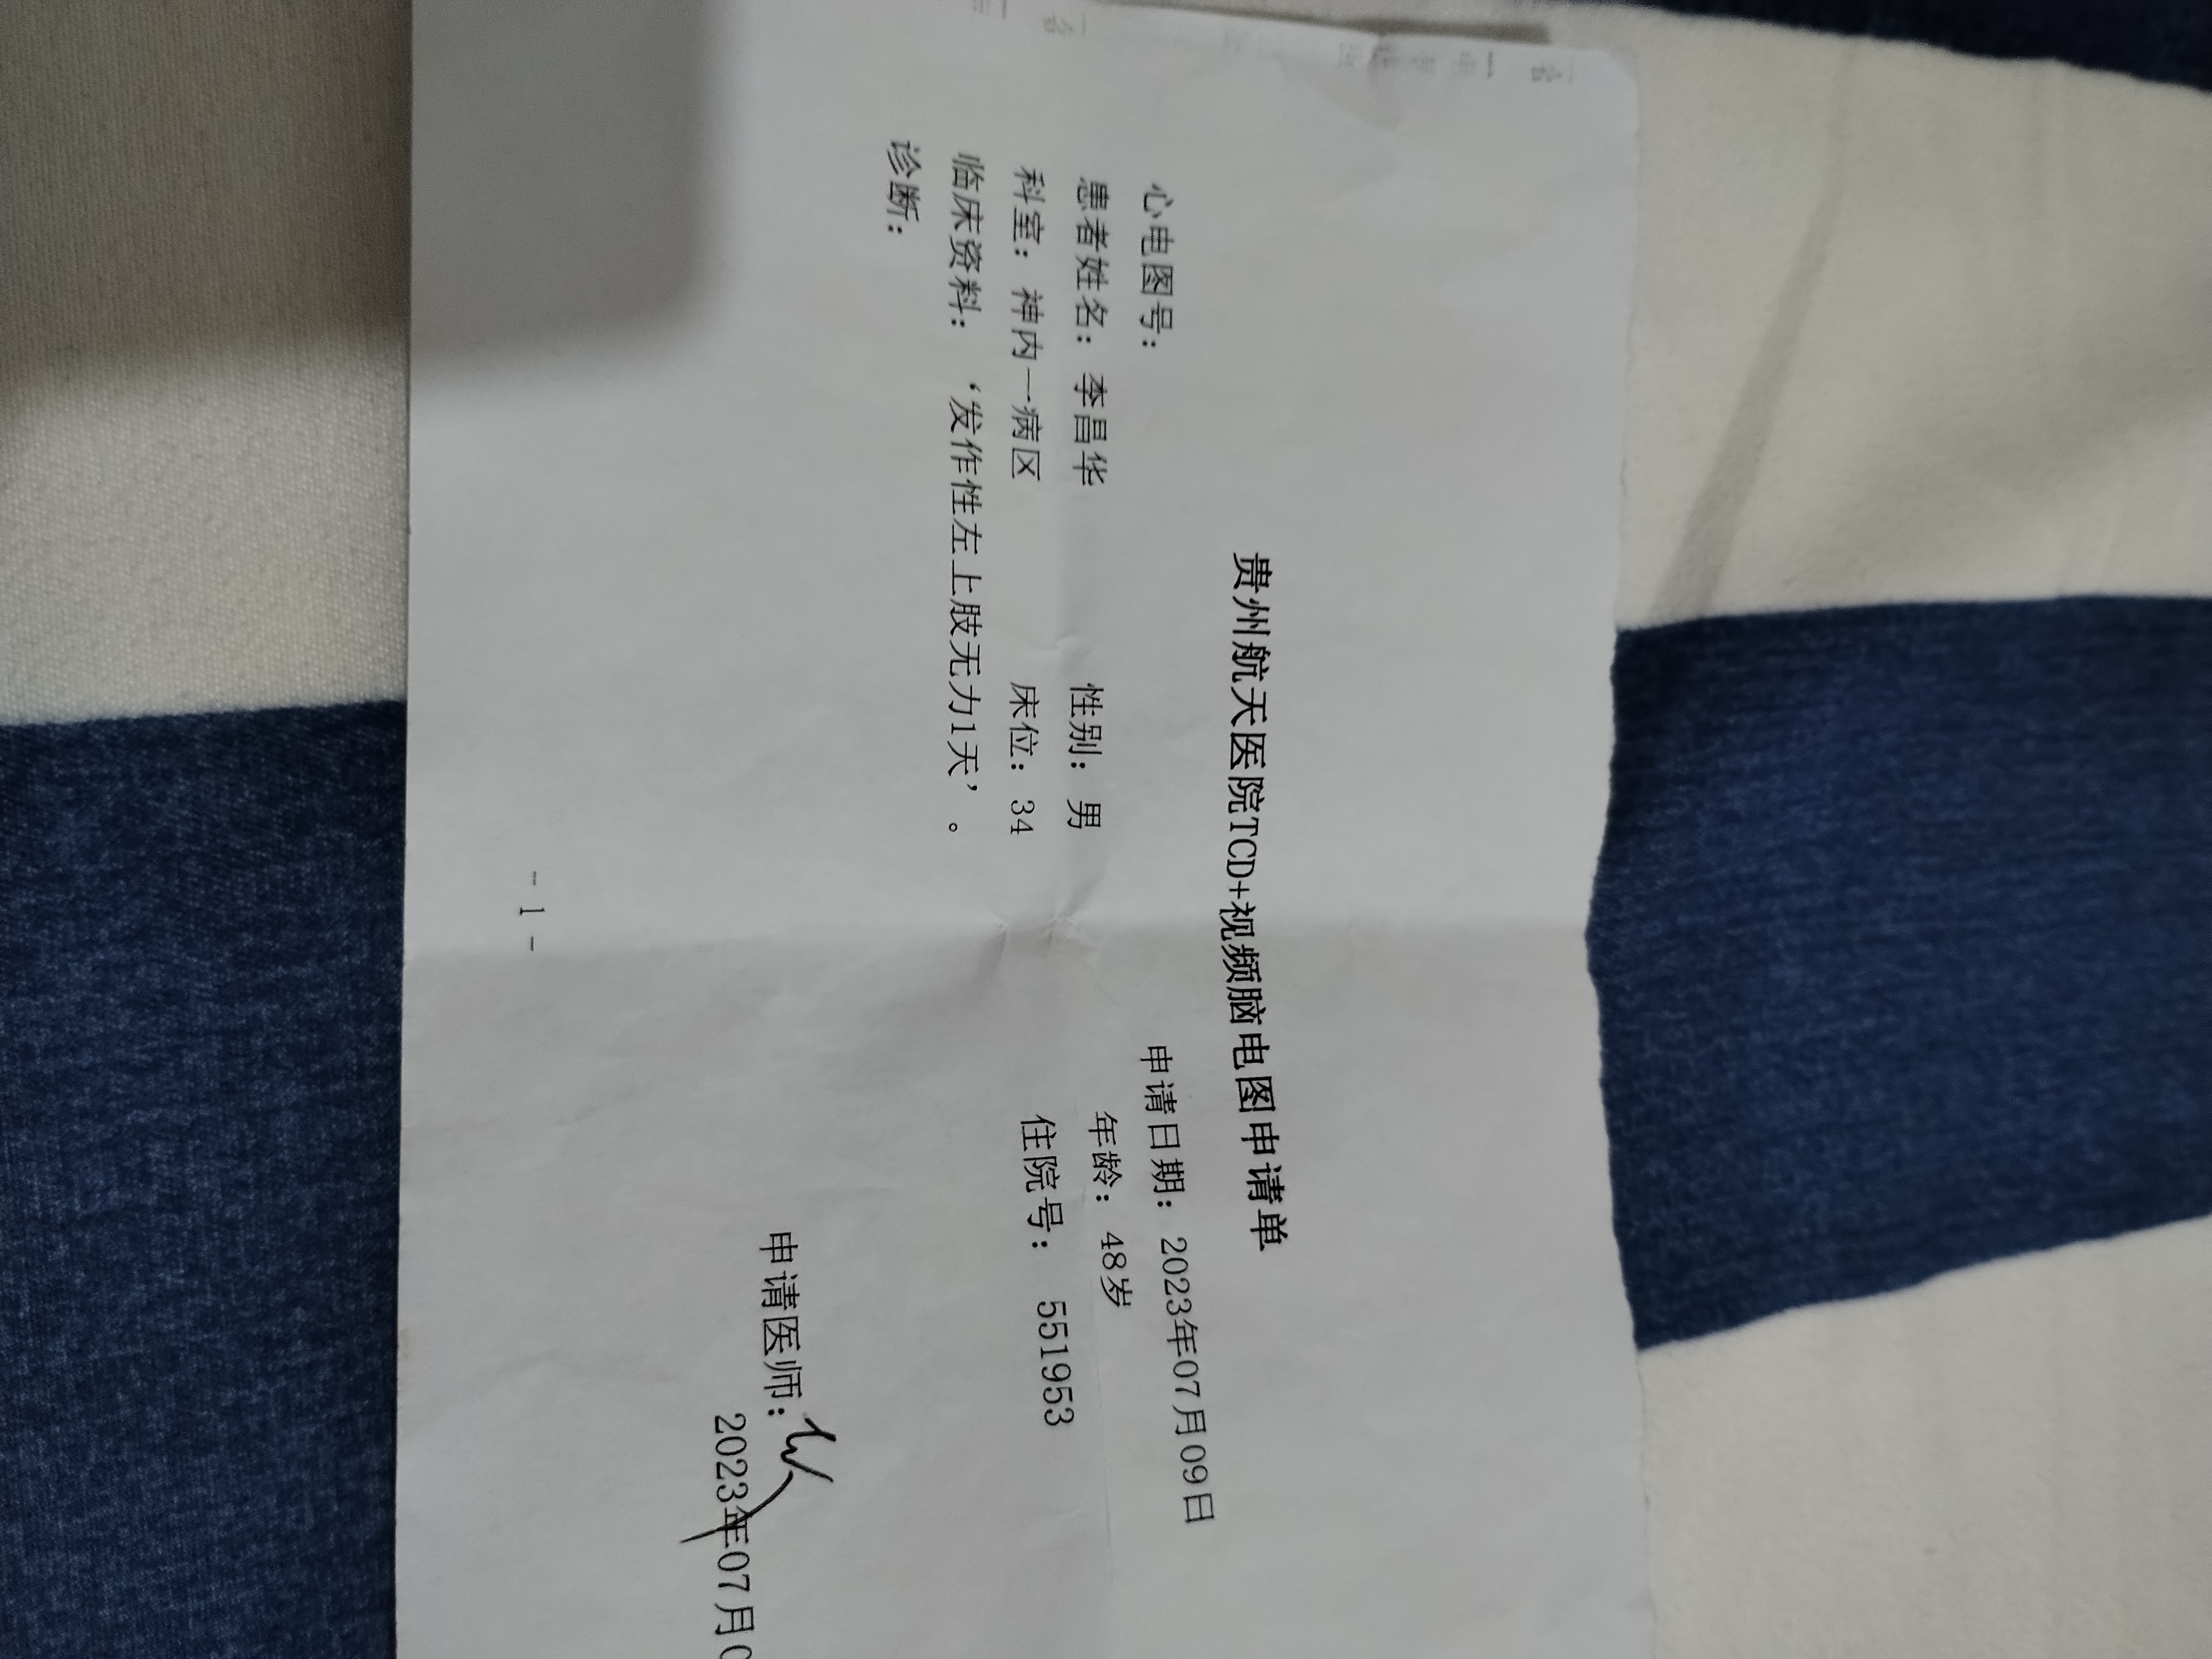 贵州航天医院TCD+视频脑电图申请单
心电图号： 申请日期：2023年07月09日
患者姓名：李昌华 性别：男 年龄：48岁
科室：神内一病区 床位：34 住院号：551953
临床资料：‘发作性左上肢无力1天’。
诊断：
申请医师：
2023年07月0
- 1 -